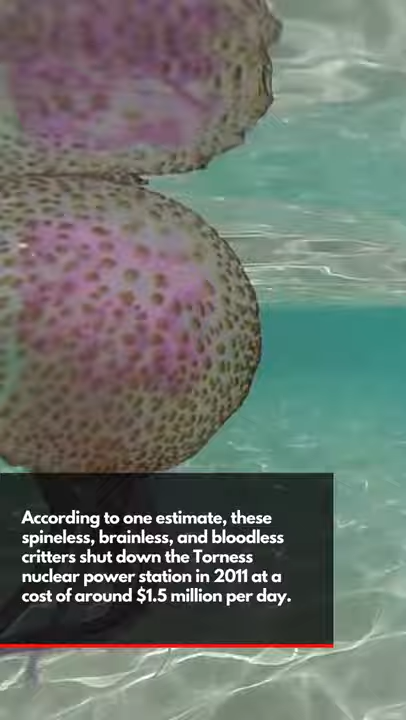 According to one estimate, these
spineless, brainless, and bloodless
critters shut down the Torness
nuclear power station in 2011 at a
cost of around $1.5 million per day.